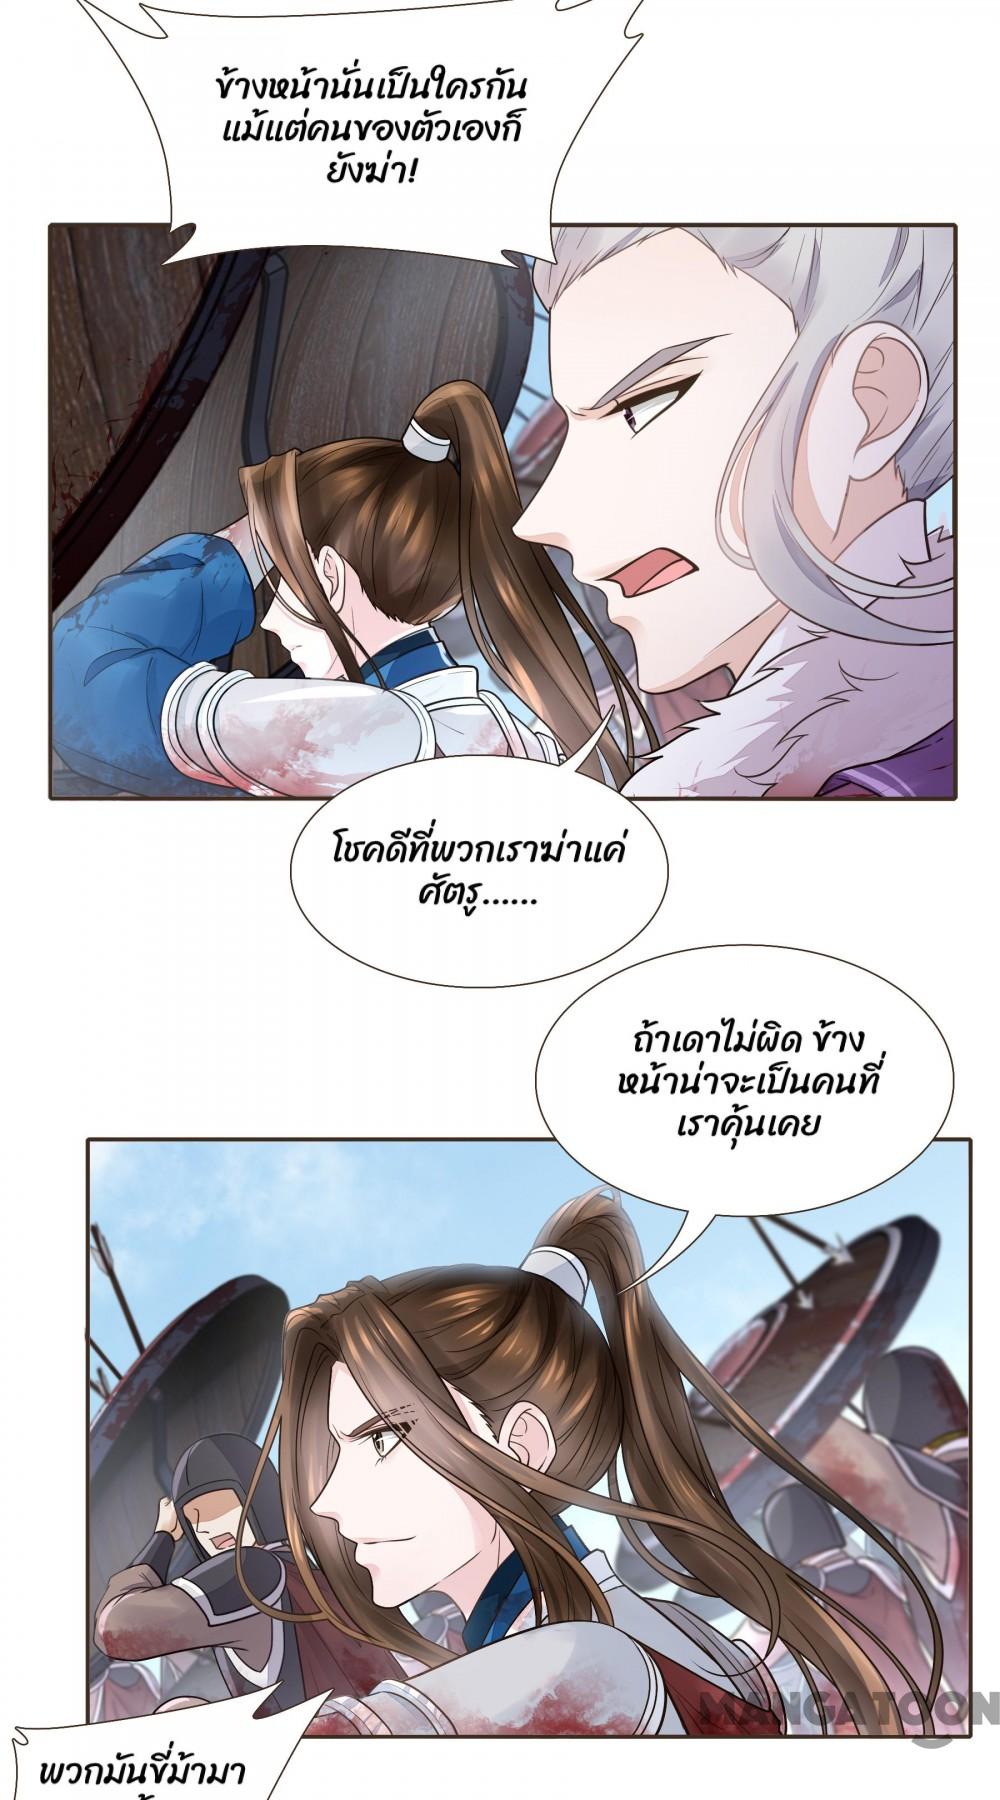 ข้างหน้านั่นเป็นใครกัน
แม้แต่คนของตัวเองก็
ยังฆ่า!
โชคดีที่พวกเราฆ่าแค่
ศัตรู......
ถ้าเดาไม่ผิด ข้าง
หน้าน่าจะเป็นคนที่
เราคุ้นเคย
MANGATOON
พวกมันขี่ม้ามา